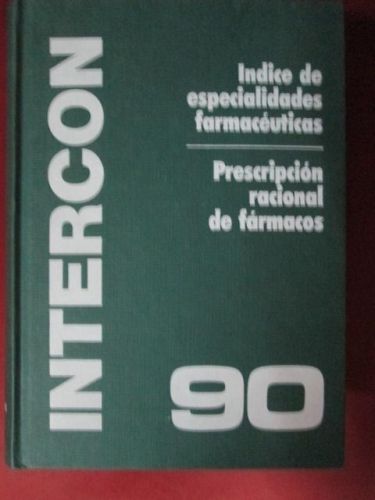 INTERCON
Indice de
especialidades
farmacéuticas
Prescripción
racional
de fármacos
90